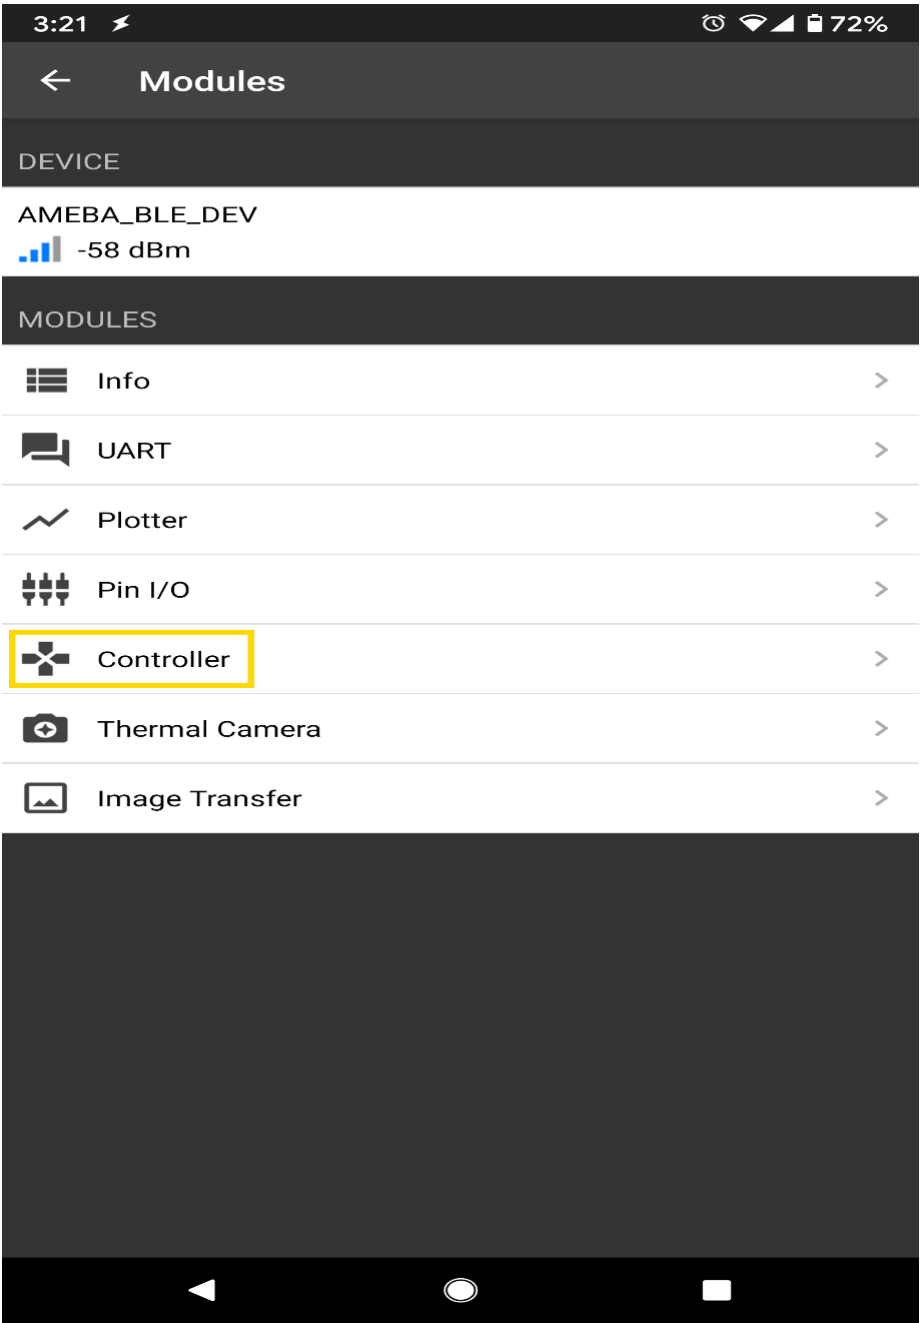 3:21 72%
Modules
DEVICE
AMEBA_BLE_DEV
-58 dBm
MODULES
Info
UART
Plotter
Pin I/O
Controller
Thermal Camera
Image Transfer